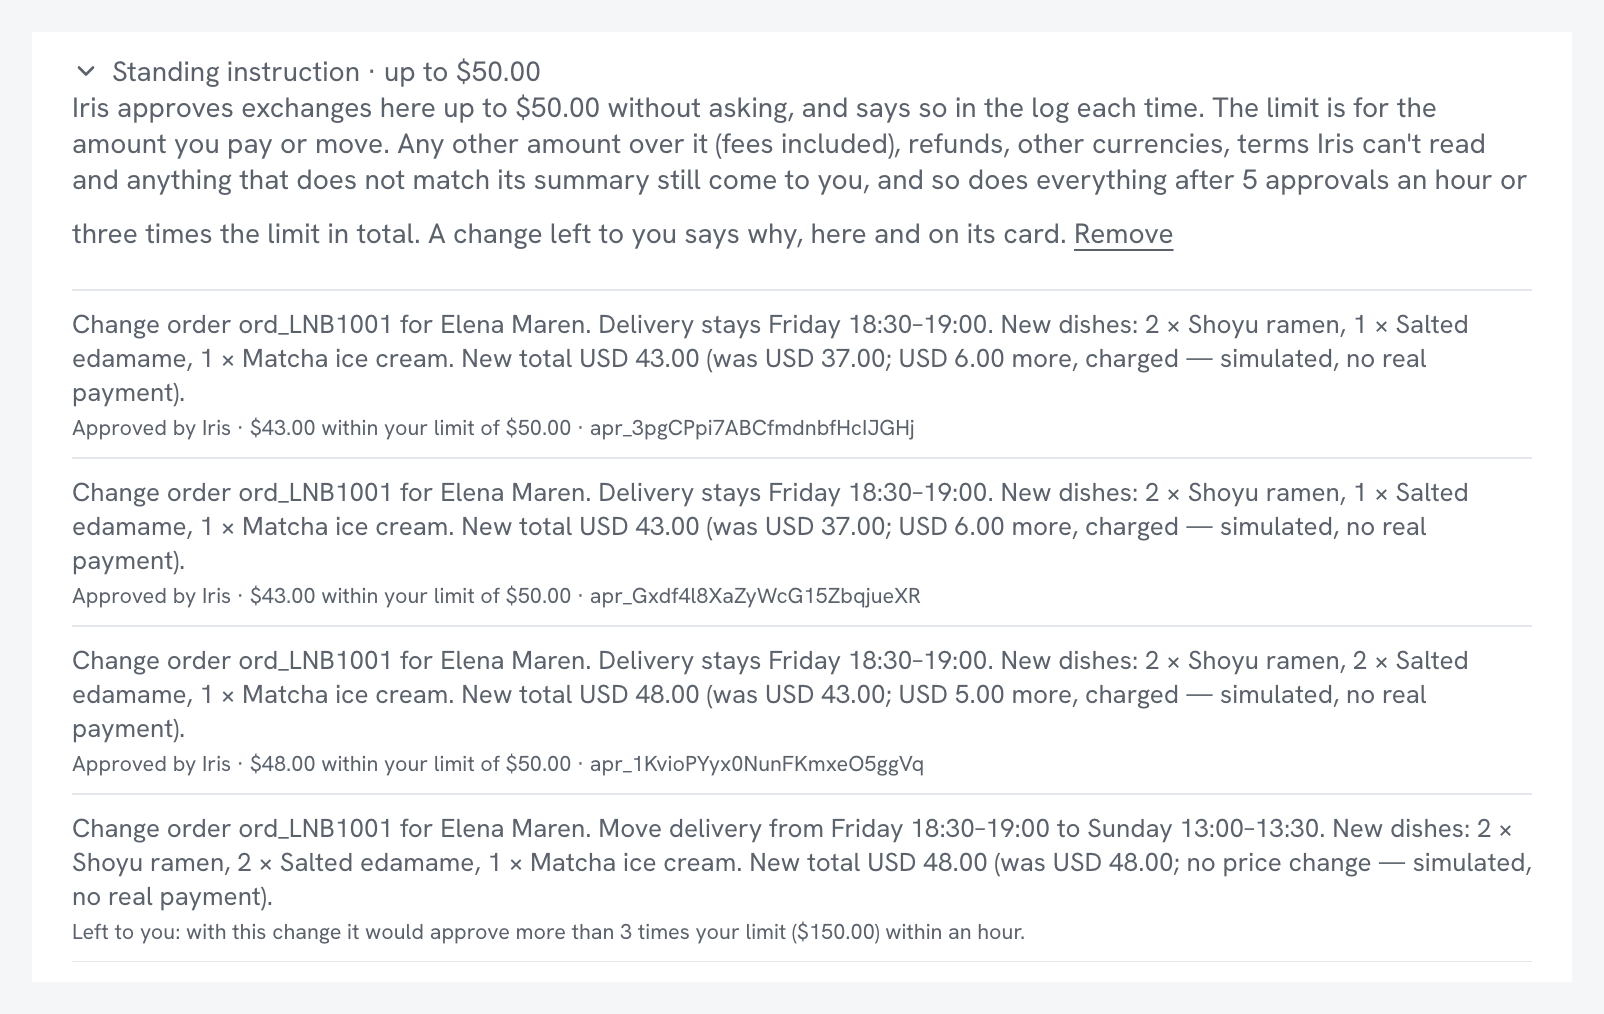 Standing instruction · up to $50.00
Iris approves exchanges here up to $50.00 without asking, and says so in the log each time. The limit is for the
amount you pay or move. Any other amount over it (fees included), refunds, other currencies, terms Iris can't read
and anything that does not match its summary still come to you, and so does everything after 5 approvals an hour or
three times the limit in total. A change left to you says why, here and on its card. Remove
Change order ord_LNB1001 for Elena Maren. Delivery stays Friday 18:30–19:00. New dishes: 2 × Shoyu ramen, 1 × Salted
edamame, 1 × Matcha ice cream. New total USD 43.00 (was USD 37.00; USD 6.00 more, charged — simulated, no real
payment).
Approved by Iris · $43.00 within your limit of $50.00 · apr_3pgCPpi7ABCfmdnbfHcIJGHj
Change order ord_LNB1001 for Elena Maren. Delivery stays Friday 18:30–19:00. New dishes: 2 × Shoyu ramen, 1 × Salted
edamame, 1 × Matcha ice cream. New total USD 43.00 (was USD 37.00; USD 6.00 more, charged — simulated, no real
payment).
Approved by Iris · $43.00 within your limit of $50.00 · apr_Gxdf4l8XaZyWcG15ZbqjueXR
Change order ord_LNB1001 for Elena Maren. Delivery stays Friday 18:30–19:00. New dishes: 2 × Shoyu ramen, 2 × Salted
edamame, 1 × Matcha ice cream. New total USD 48.00 (was USD 43.00; USD 5.00 more, charged — simulated, no real
payment).
Approved by Iris · $48.00 within your limit of $50.00 · apr_1KvioPYyx0NunFKmxeO5ggVq
Change order ord_LNB1001 for Elena Maren. Move delivery from Friday 18:30–19:00 to Sunday 13:00–13:30. New dishes: 2 ×
Shoyu ramen, 2 × Salted edamame, 1 × Matcha ice cream. New total USD 48.00 (was USD 48.00; no price change — simulated,
no real payment).
Left to you: with this change it would approve more than 3 times your limit ($150.00) within an hour.